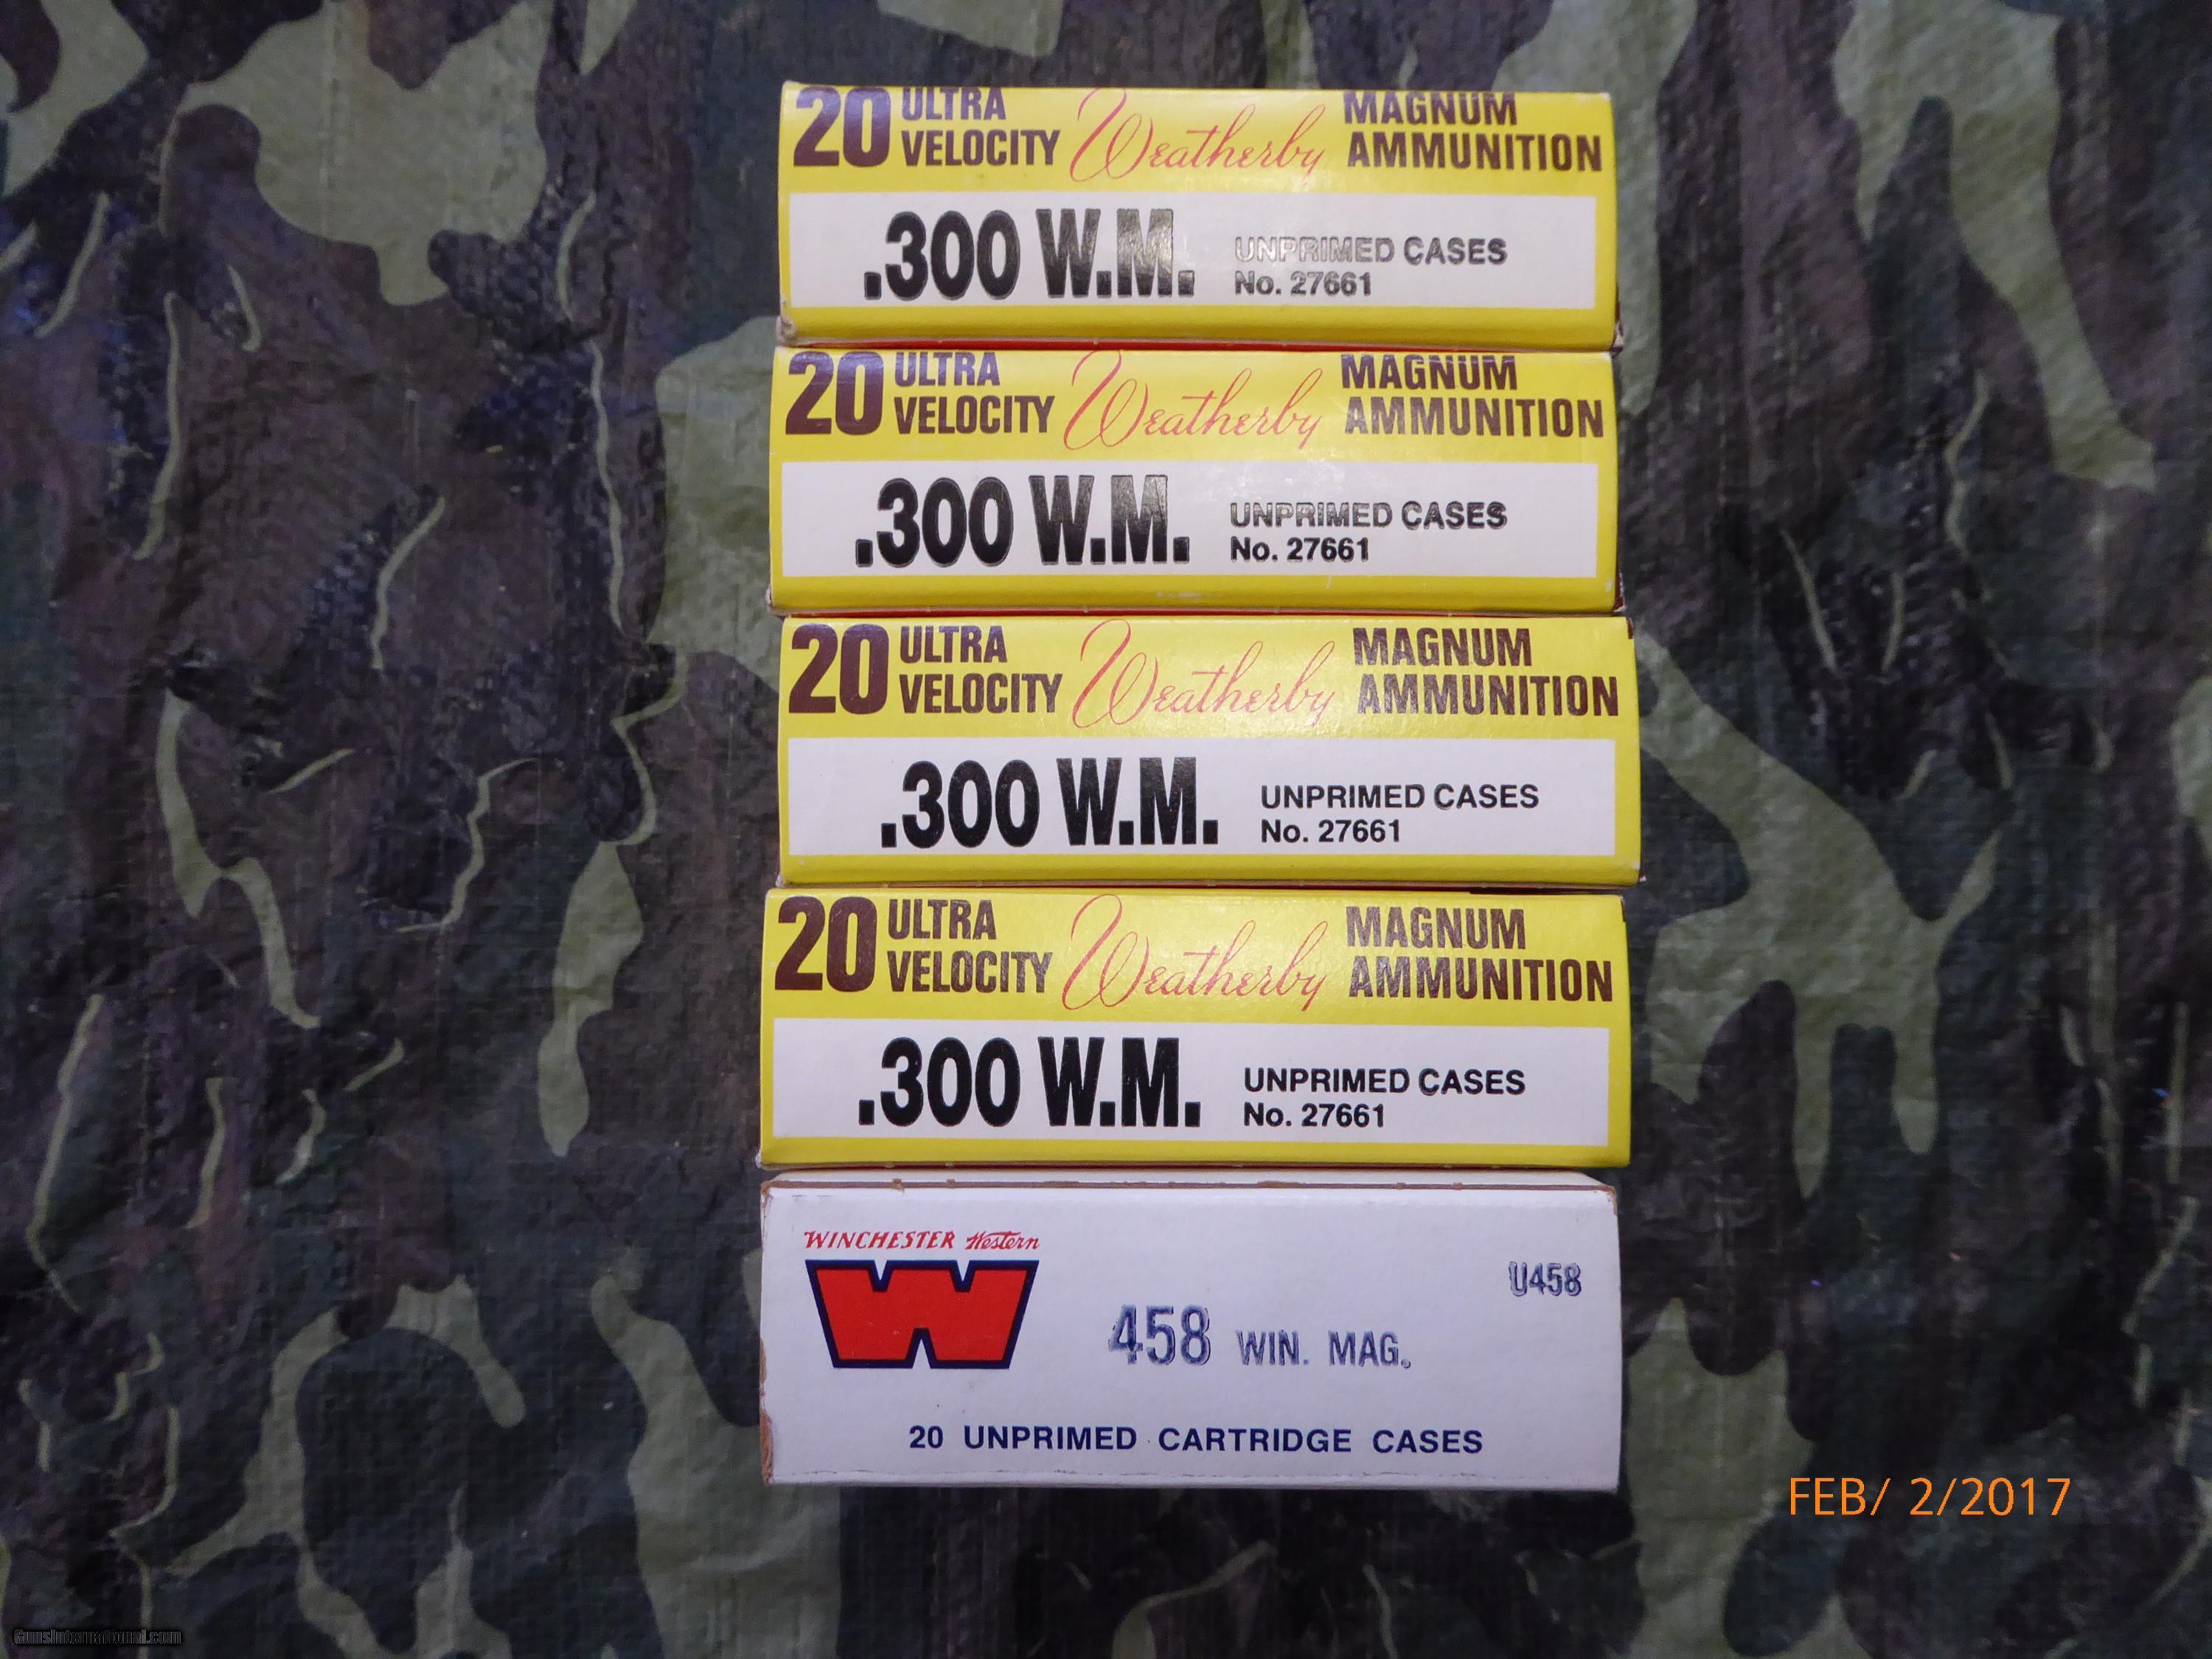 20 ULTRA VELOCITY Weatherby MAGNUM AMMUNITION
.300 W.M. UNPRIMED CASES
No. 27661
20 ULTRA VELOCITY Weatherby MAGNUM AMMUNITION
.300 W.M. UNPRIMED CASES
No. 27661
20 ULTRA VELOCITY Weatherby MAGNUM AMMUNITION
.300 W.M. UNPRIMED CASES
No. 27661
20 ULTRA VELOCITY Weatherby MAGNUM AMMUNITION
.300 W.M. UNPRIMED CASES
No. 27661
WINCHESTER Western
W
U458
458 WIN. MAG.
20 UNPRIMED CARTRIDGE CASES
FEB/ 2/2017
GunsInternational.com